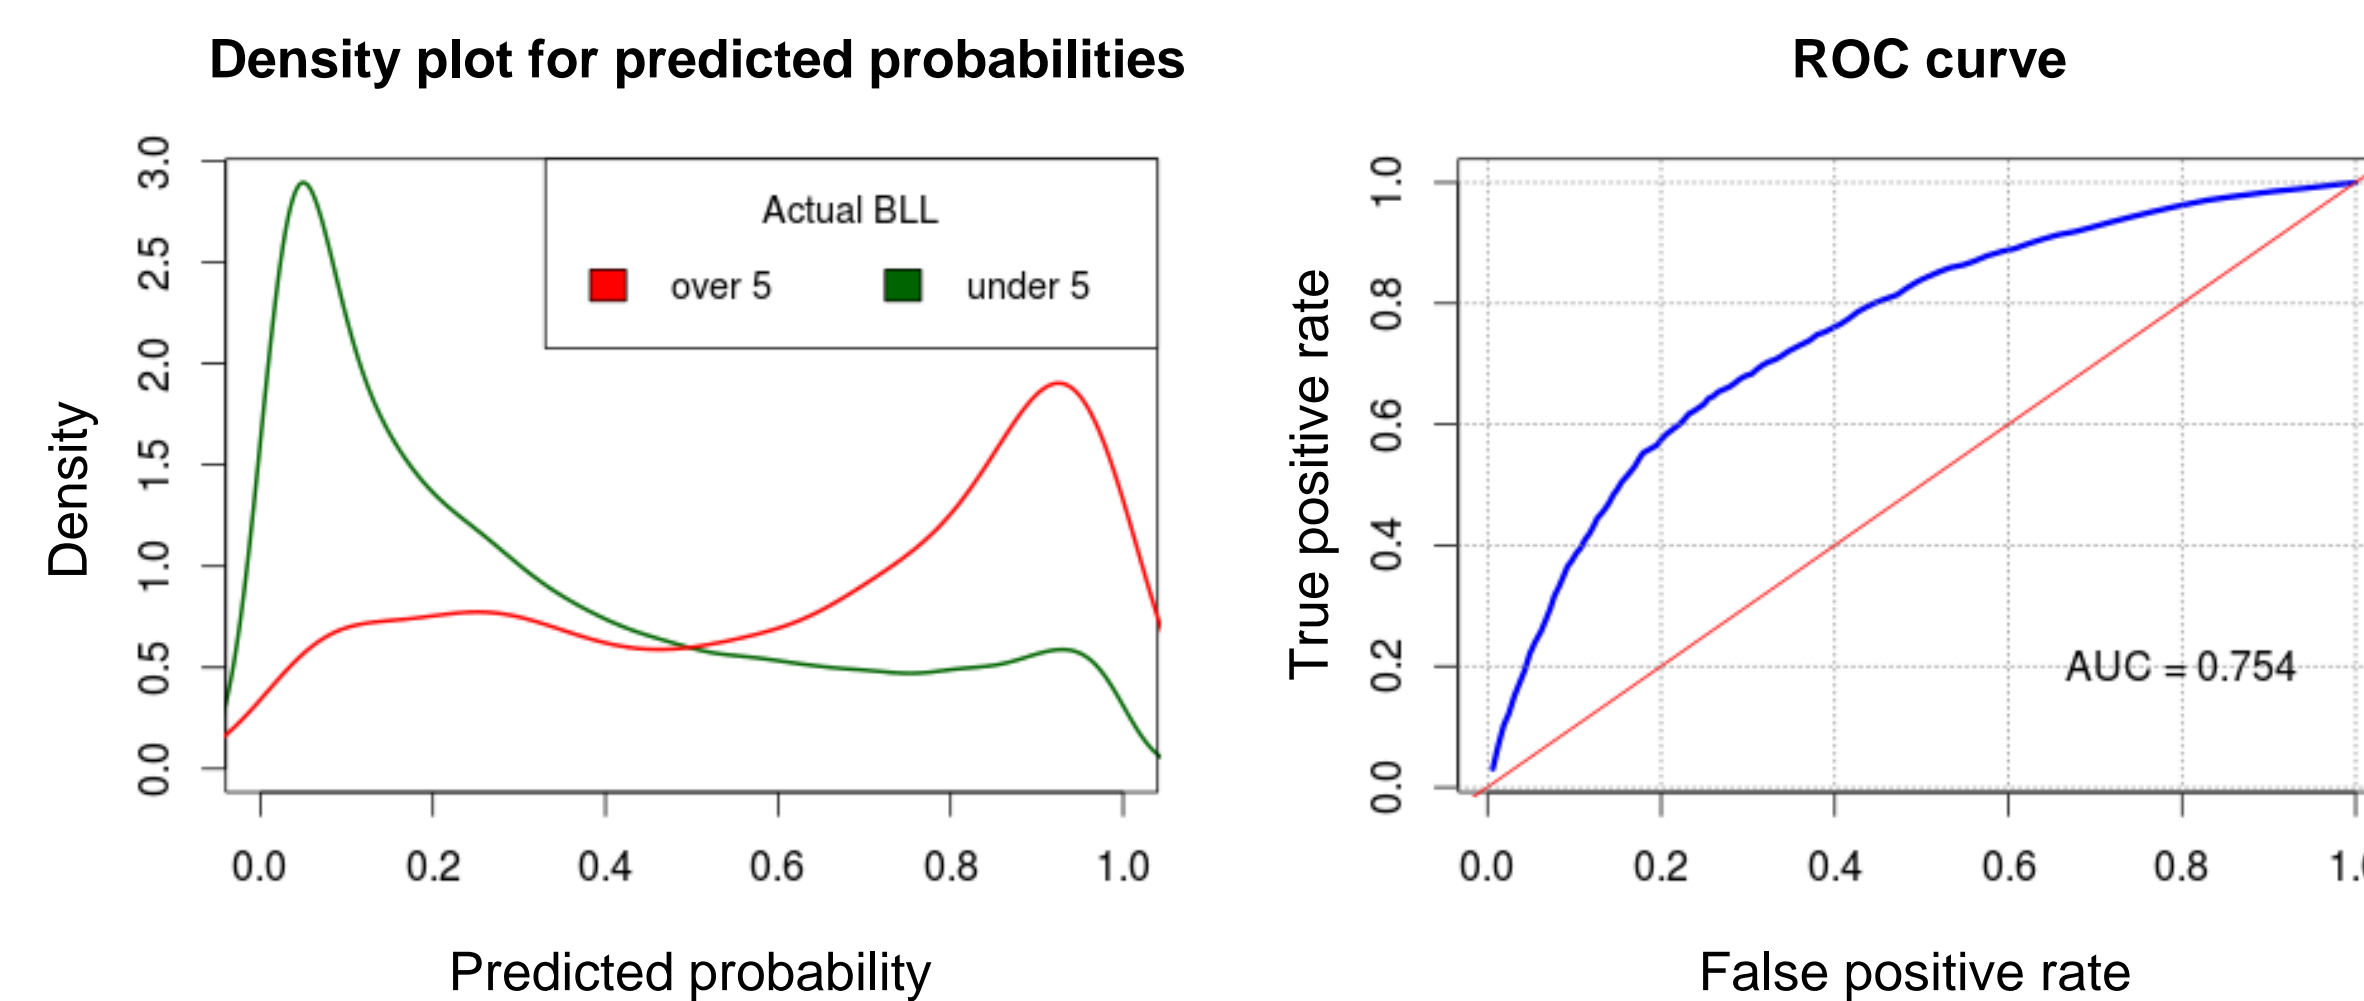 Density plot for predicted probabilities
Density
3.0
2.5
2.0
1.5
1.0
0.5
0.0
Actual BLL
over 5
under 5
0.0 0.2 0.4 0.6 0.8 1.0
Predicted probability
ROC curve
True positive rate
1.0
0.8
0.6
0.4
0.2
0.0
AUC = 0.754
0.0 0.2 0.4 0.6 0.8
False positive rate